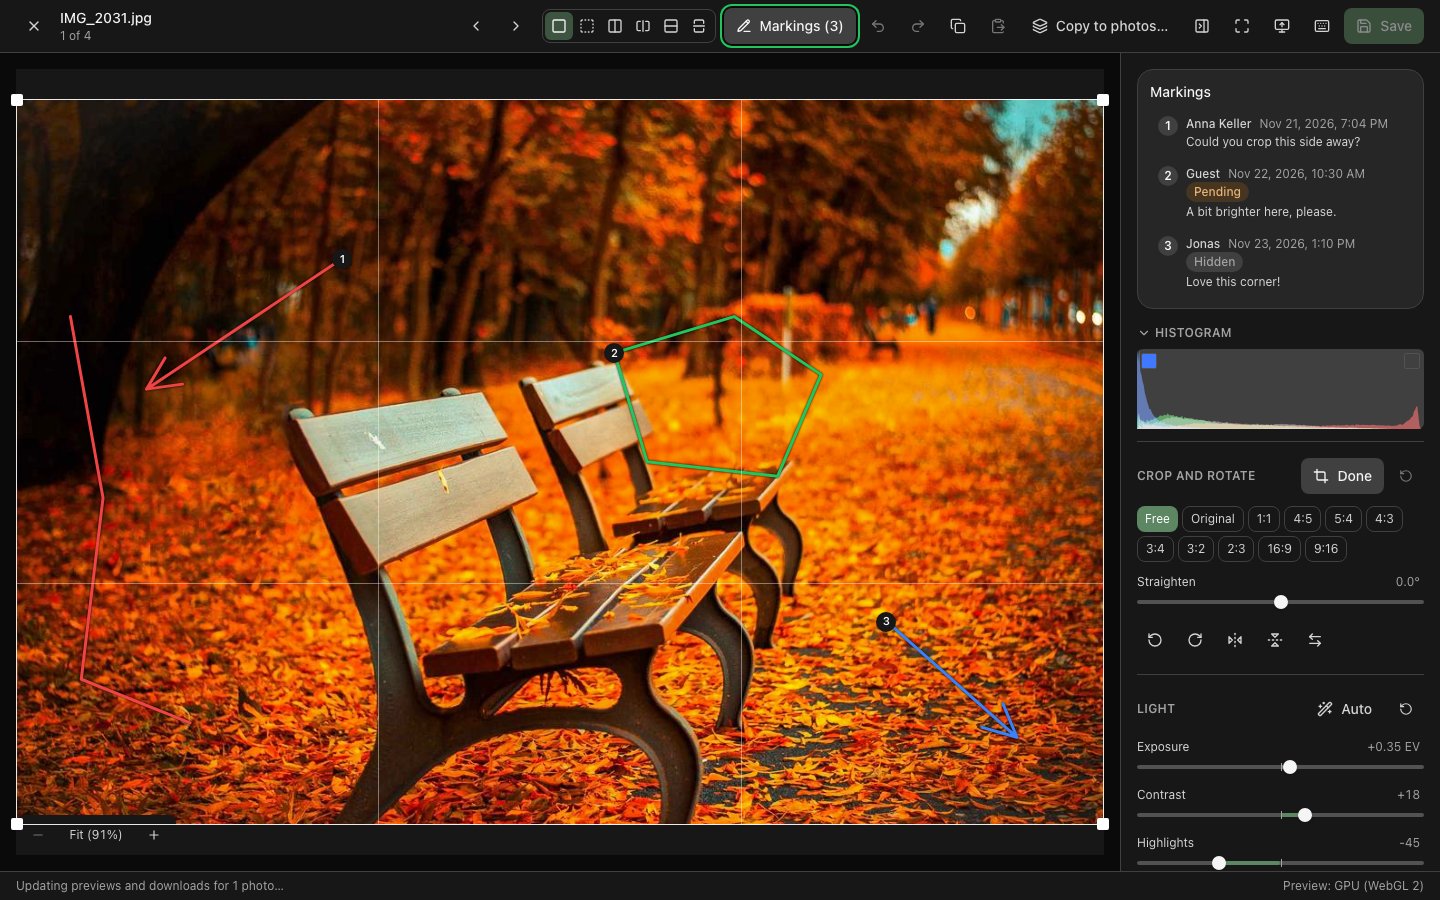 IMG_2031.jpg
1 of 4
Markings (3)
Copy to photos...
Save
1
2
3
Fit (91%)
Markings
1 Anna Keller Nov 21, 2026, 7:04 PM
Could you crop this side away?
2 Guest Nov 22, 2026, 10:30 AM
Pending
A bit brighter here, please.
3 Jonas Nov 23, 2026, 1:10 PM
Hidden
Love this corner!
HISTOGRAM
CROP AND ROTATE Done
Free Original 1:1 4:5 5:4 4:3
3:4 3:2 2:3 16:9 9:16
Straighten 0.0°
LIGHT Auto
Exposure +0.35 EV
Contrast +18
Highlights -45
Updating previews and downloads for 1 photo...
Preview: GPU (WebGL 2)